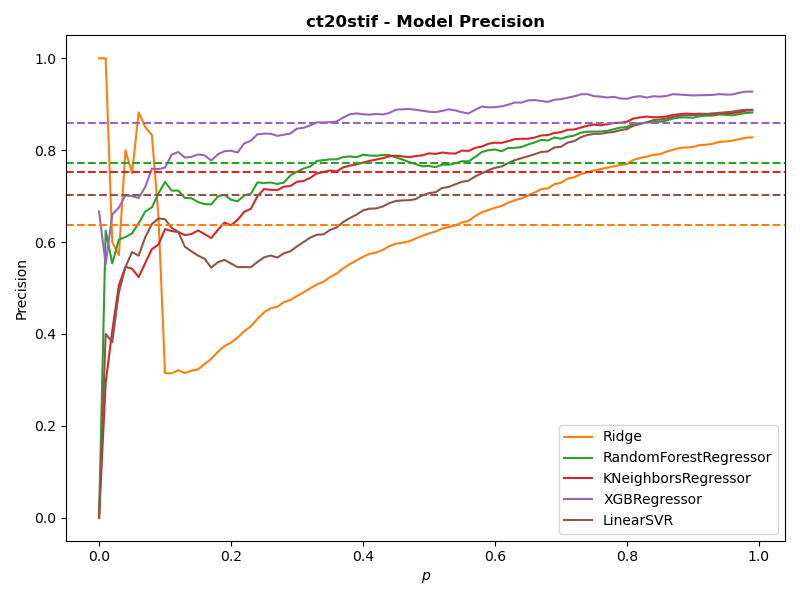 ct20stif - Model Precision
Precision
1.0
0.8
0.6
0.4
0.2
0.0
0.0 0.2 0.4 0.6 0.8 1.0
p
Ridge
RandomForestRegressor
KNeighborsRegressor
XGBRegressor
LinearSVR